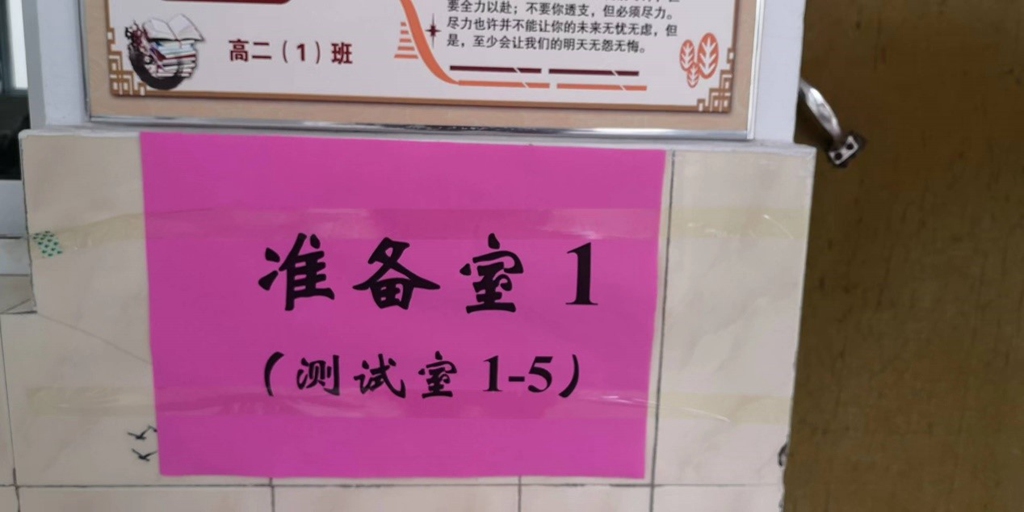 要全力以赴；不要你透支，但必须尽力。
尽力也许并不能让你的未来无忧无虑，但
是，至少会让我们的明天无怨无悔。
高二（1）班
准备室 1
（测试室 1-5）